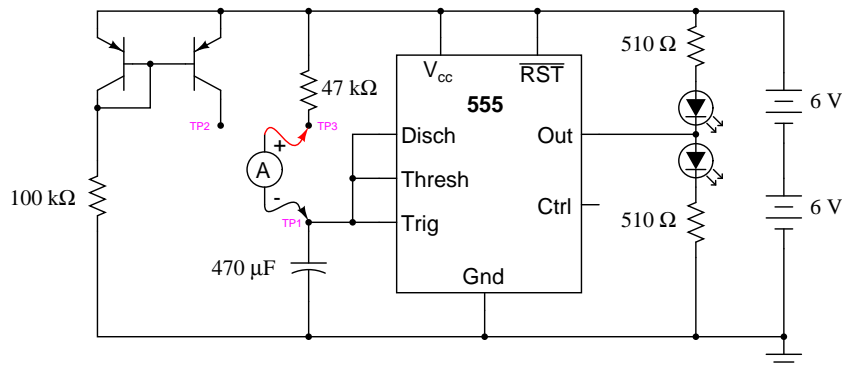 510 Ω
V_cc
RST
47 kΩ
555
6 V
TP2
TP3
+
Disch
Out
A
Thresh
100 kΩ
-
TP1
Trig
Ctrl
510 Ω
6 V
470 µF
Gnd